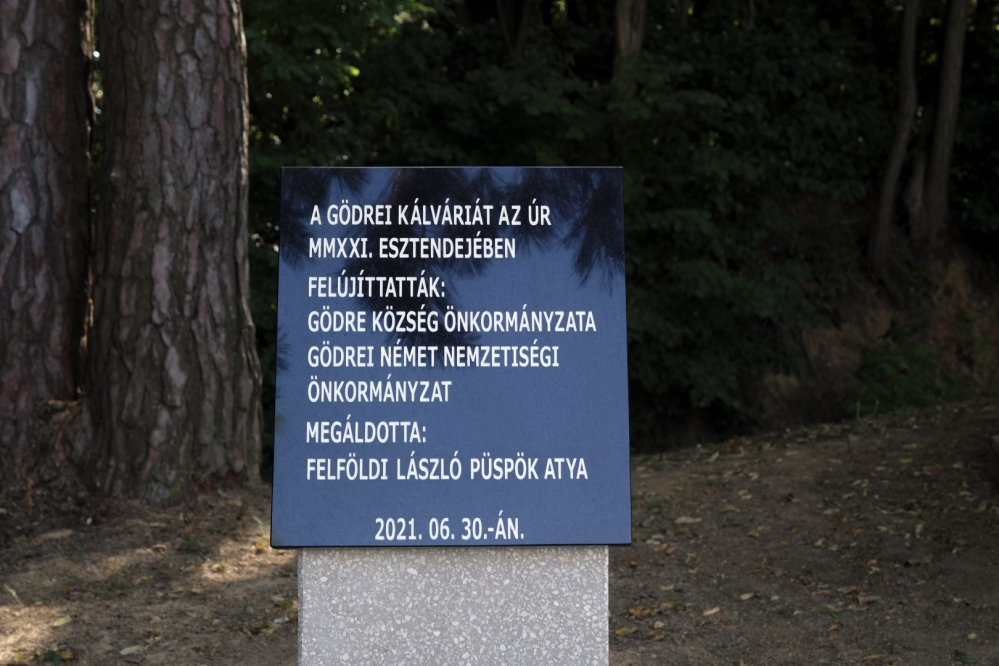 A GÖDREI KÁLVÁRIÁT AZ ÚR
MMXXI. ESZTENDEJÉBEN
FELÚJÍTTATTÁK:
GÖDRE KÖZSÉG ÖNKORMÁNYZATA
GÖDREI NÉMET NEMZETISÉGI
ÖNKORMÁNYZAT
MEGÁLDOTTA:
FELFÖLDI LÁSZLÓ PÜSPÖK ATYA
2021. 06. 30.-ÁN.